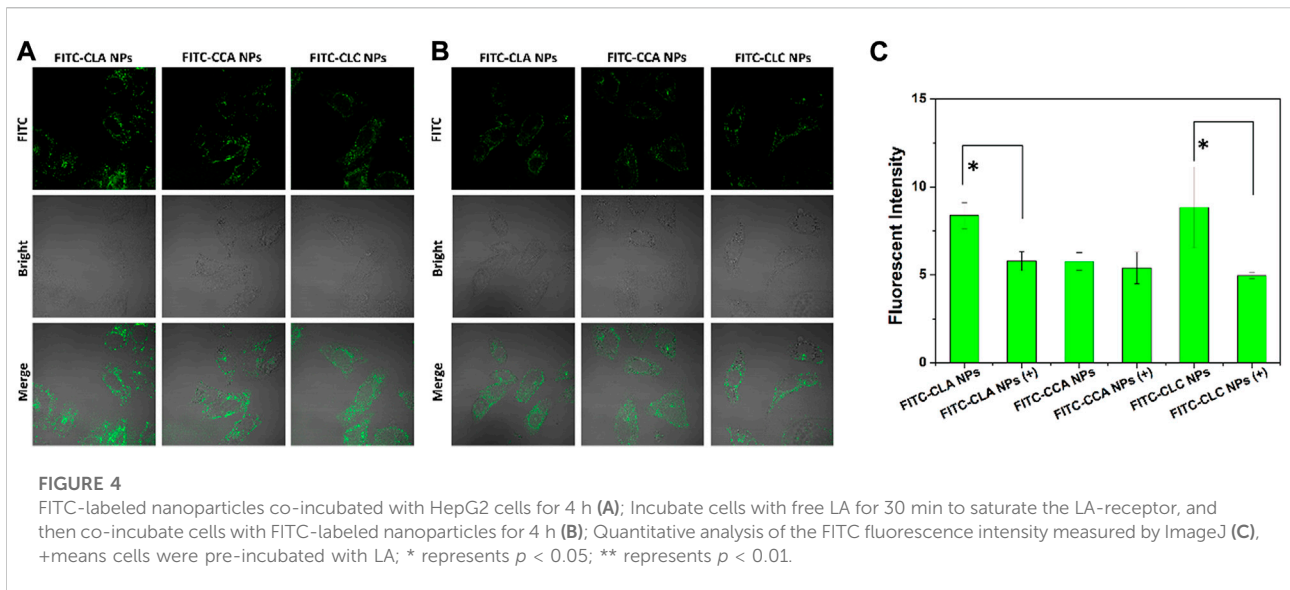 A
FITC-CLA NPs FITC-CCA NPs FITC-CLC NPs
FITC
Bright
Merge
B
FITC-CLA NPs FITC-CCA NPs FITC-CLC NPs
FITC
Bright
Merge
C
Fluorescent Intensity
15
10
5
0
*
*
FITC-CLA NPs
FITC-CLA NPs (+)
FITC-CCA NPs
FITC-CCA NPs (+)
FITC-CLC NPs
FITC-CLC NPs (+)
FIGURE 4
FITC-labeled nanoparticles co-incubated with HepG2 cells for 4 h (A); Incubate cells with free LA for 30 min to saturate the LA-receptor, and
then co-incubate cells with FITC-labeled nanoparticles for 4 h (B); Quantitative analysis of the FITC fluorescence intensity measured by ImageJ (C),
+means cells were pre-incubated with LA; * represents p < 0.05; ** represents p < 0.01.